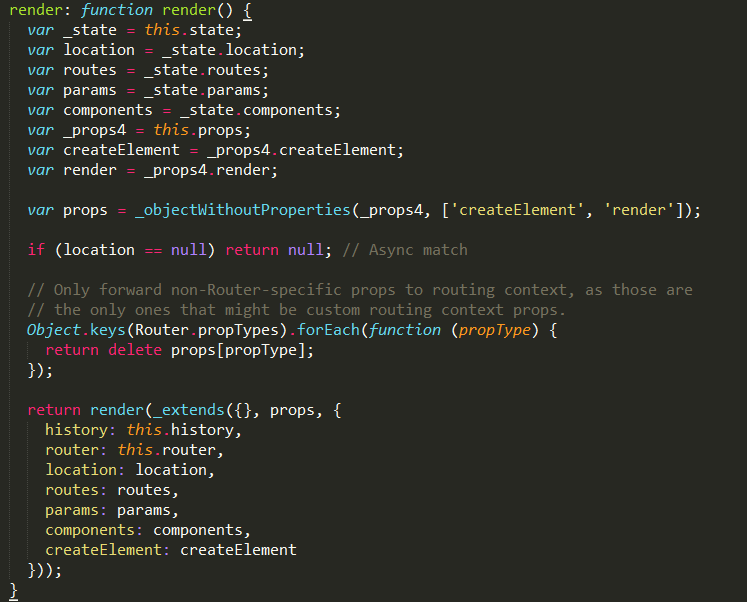 render: function render() {
  var _state = this.state;
  var location = _state.location;
  var routes = _state.routes;
  var params = _state.params;
  var components = _state.components;
  var _props4 = this.props;
  var createElement = _props4.createElement;
  var render = _props4.render;

  var props = _objectWithoutProperties(_props4, ['createElement', 'render']);

  if (location == null) return null; // Async match

  // Only forward non-Router-specific props to routing context, as those are
  // the only ones that might be custom routing context props.
  Object.keys(Router.propTypes).forEach(function (propType) {
    return delete props[propType];
  });

  return render(_extends({}, props, {
    history: this.history,
    router: this.router,
    location: location,
    routes: routes,
    params: params,
    components: components,
    createElement: createElement
  }));
}